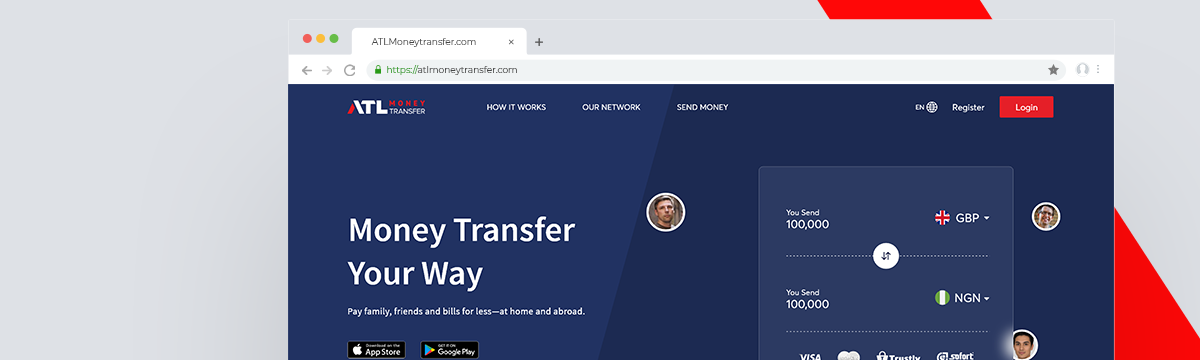 ATLMoneytransfer.com
https://atlmoneytransfer.com
ATL MONEY
TRANSFER
HOW IT WORKS
OUR NETWORK
SEND MONEY
EN
Register
Login
Money Transfer
Your Way
Pay family, friends and bills for less—at home and abroad.
Download on the
App Store
GET IT ON
Google Play
You Send
100,000
GBP
You Send
100,000
NGN
VISA
Trustly
sofort